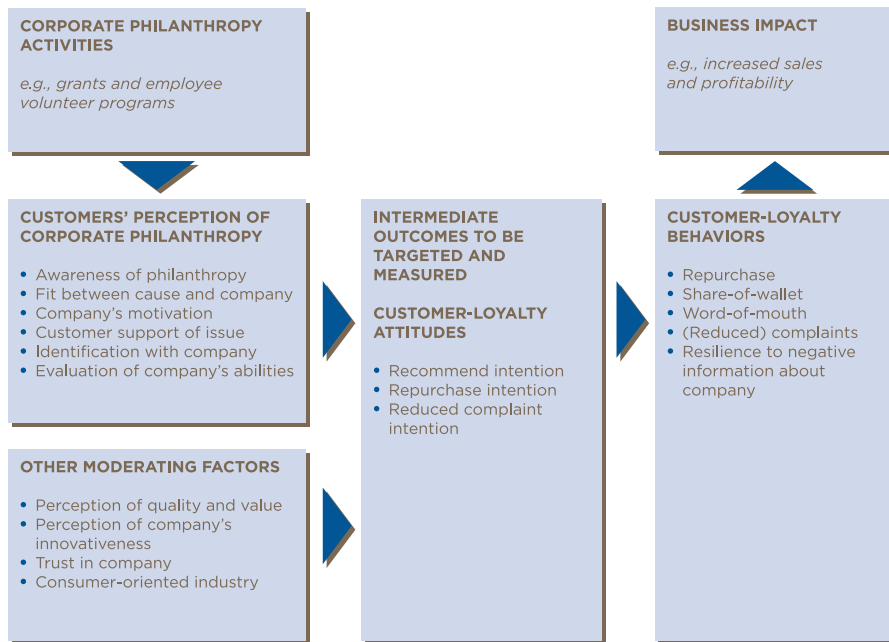 CORPORATE PHILANTHROPY
ACTIVITIES
e.g., grants and employee
volunteer programs
CUSTOMERS’ PERCEPTION OF
CORPORATE PHILANTHROPY
• Awareness of philanthropy
• Fit between cause and company
• Company’s motivation
• Customer support of issue
• Identification with company
• Evaluation of company’s abilities
OTHER MODERATING FACTORS
• Perception of quality and value
• Perception of company’s
innovativeness
• Trust in company
• Consumer-oriented industry
INTERMEDIATE
OUTCOMES TO BE
TARGETED AND
MEASURED
CUSTOMER-LOYALTY
ATTITUDES
• Recommend intention
• Repurchase intention
• Reduced complaint
intention
BUSINESS IMPACT
e.g., increased sales
and profitability
CUSTOMER-LOYALTY
BEHAVIORS
• Repurchase
• Share-of-wallet
• Word-of-mouth
• (Reduced) complaints
• Resilience to negative
information about
company